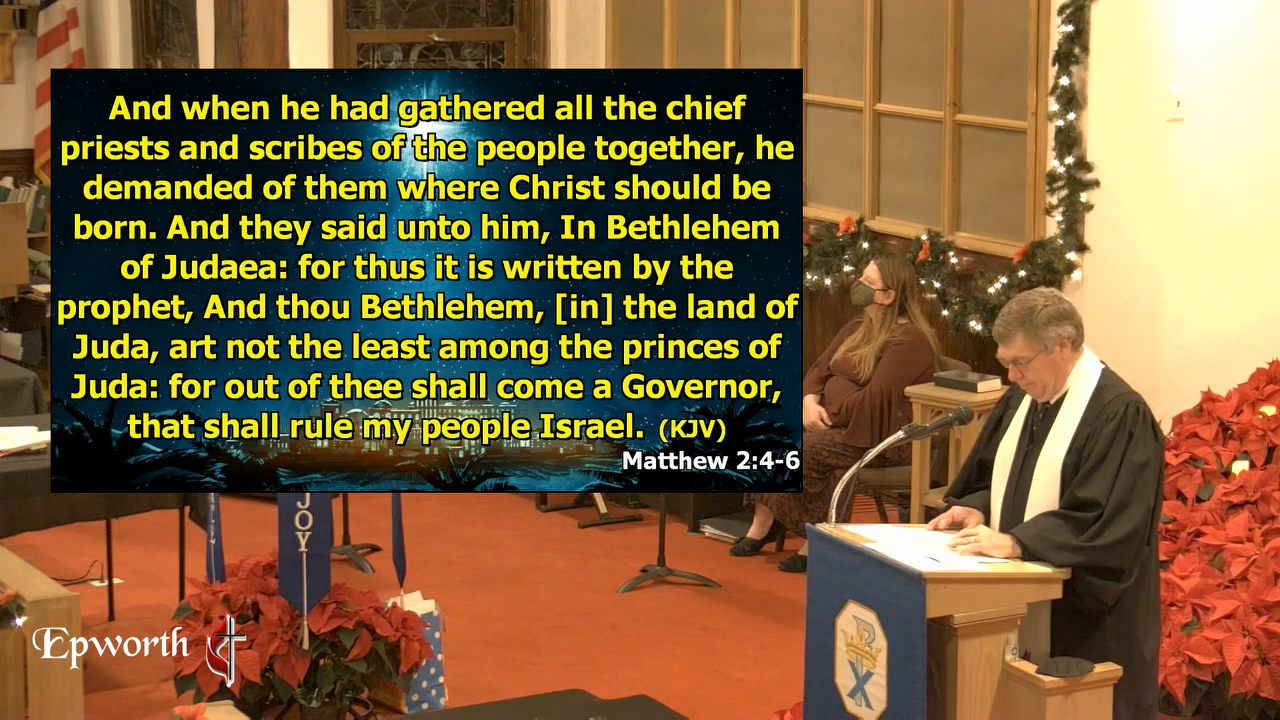 And when he had gathered all the chief
priests and scribes of the people together, he
demanded of them where Christ should be
born. And they said unto him, In Bethlehem
of Judaea: for thus it is written by the
prophet, And thou Bethlehem, [in] the land of
Juda, art not the least among the princes of
Juda: for out of thee shall come a Governor,
that shall rule my people Israel. (KJV)
Matthew 2:4-6
JOY
Epworth